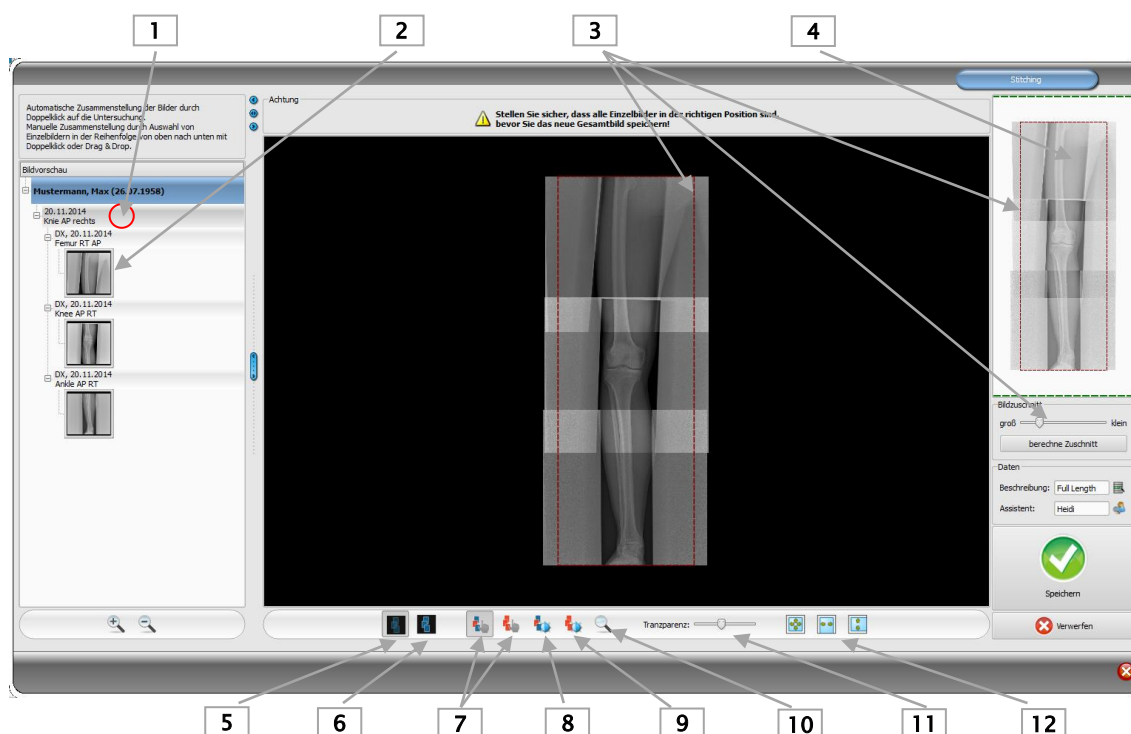 1
2
3
4
Stitching
Automatische Zusammenstellung der Bilder durch
Doppelklick auf die Untersuchung.
Manuelle Zusammenstellung durch Auswahl von
Einzelbildern in der Reihenfolge von oben nach unten mit
Doppelklick oder Drag & Drop.
Bildvorschau
Mustermann, Max (26.07.1958)
20.11.2014
Knie AP rechts
DX, 20.11.2014
Femur RT AP
DX, 20.11.2014
Knee AP RT
DX, 20.11.2014
Ankle AP RT
Achtung
Stellen Sie sicher, dass alle Einzelbilder in der richtigen Position sind,
bevor Sie das neue Gesamtbild speichern!
Bildzuschnitt
groß klein
berechne Zuschnitt
Daten
Beschreibung: Full Length
Assistent: Heidi
Speichern
Verwerfen
Tranzparenz:
5
6
7
8
9
10
11
12